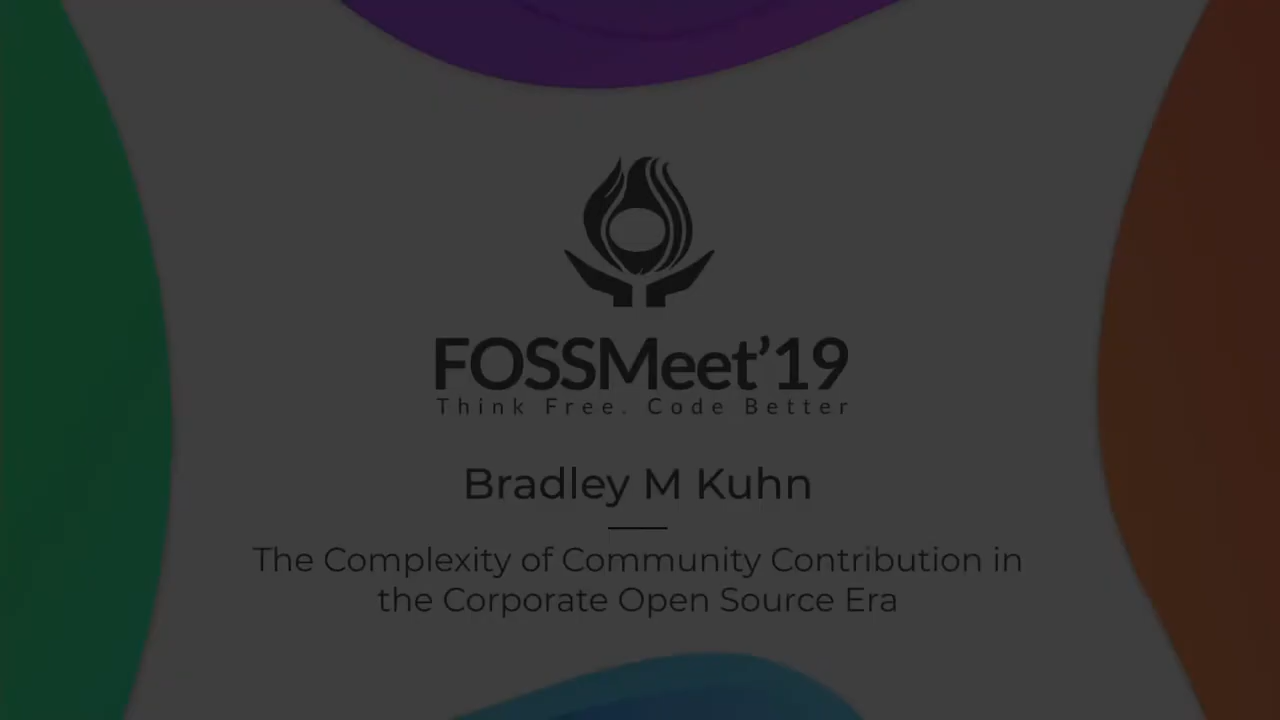 FOSSMeet’19
Think Free. Code Better
Bradley M Kuhn
The Complexity of Community Contribution in
the Corporate Open Source Era